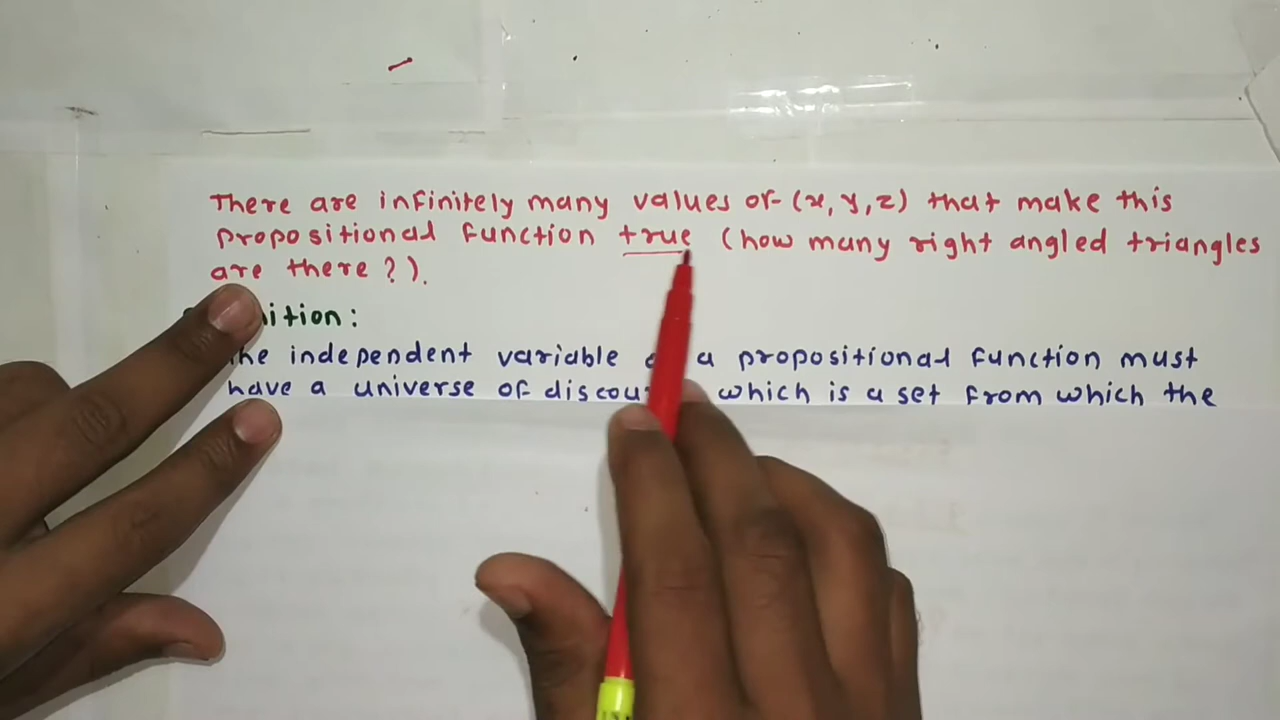 There are infinitely many values of (x, y, z) that make this
propositional function true (how many right angled triangles
are there ?).
ition :
he independent variable a propositional function must
have a universe of discou which is a set from which the